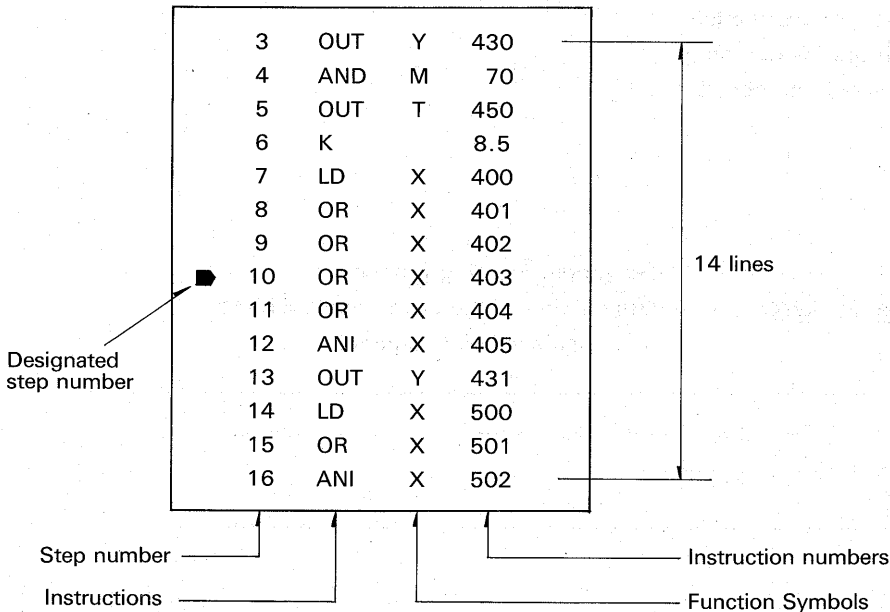 3 OUT Y 430
4 AND M 70
5 OUT T 450
6 K 8.5
7 LD X 400
8 OR X 401
9 OR X 402
10 OR X 403
11 OR X 404
12 ANI X 405
13 OUT Y 431
14 LD X 500
15 OR X 501
16 ANI X 502
14 lines
Designated
step number
Step number
Instructions
Instruction numbers
Function Symbols